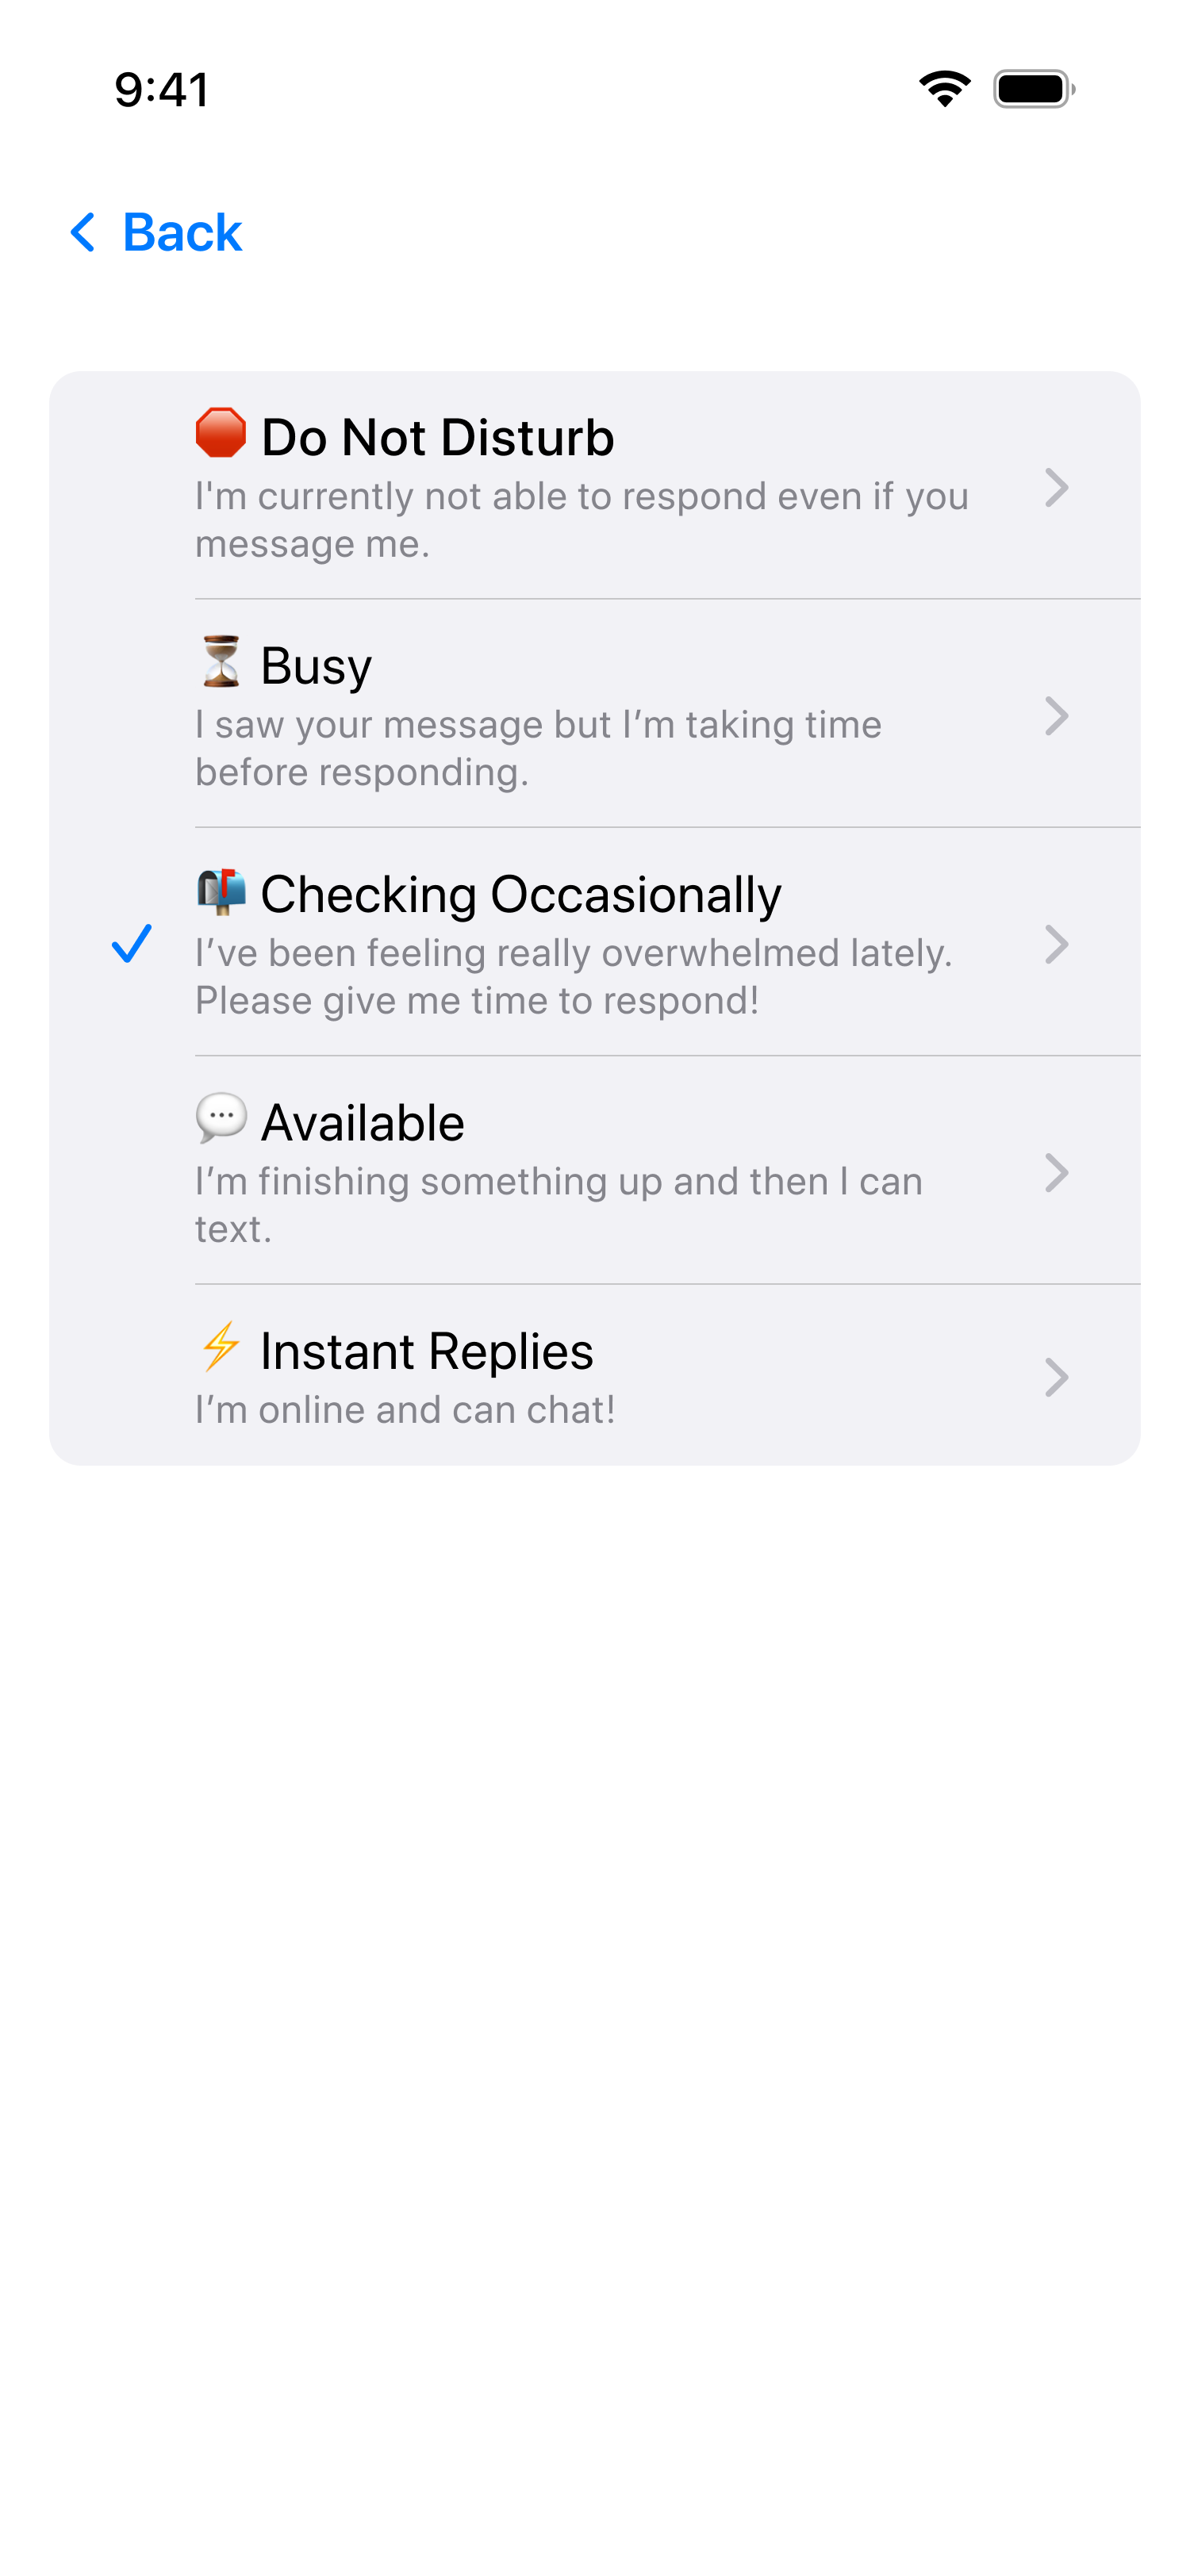 9:41
Back
🛑 Do Not Disturb
I'm currently not able to respond even if you
message me.
⏳ Busy
I saw your message but I’m taking time
before responding.
📬 Checking Occasionally
I’ve been feeling really overwhelmed lately.
Please give me time to respond!
💬 Available
I’m finishing something up and then I can
text.
⚡ Instant Replies
I’m online and can chat!